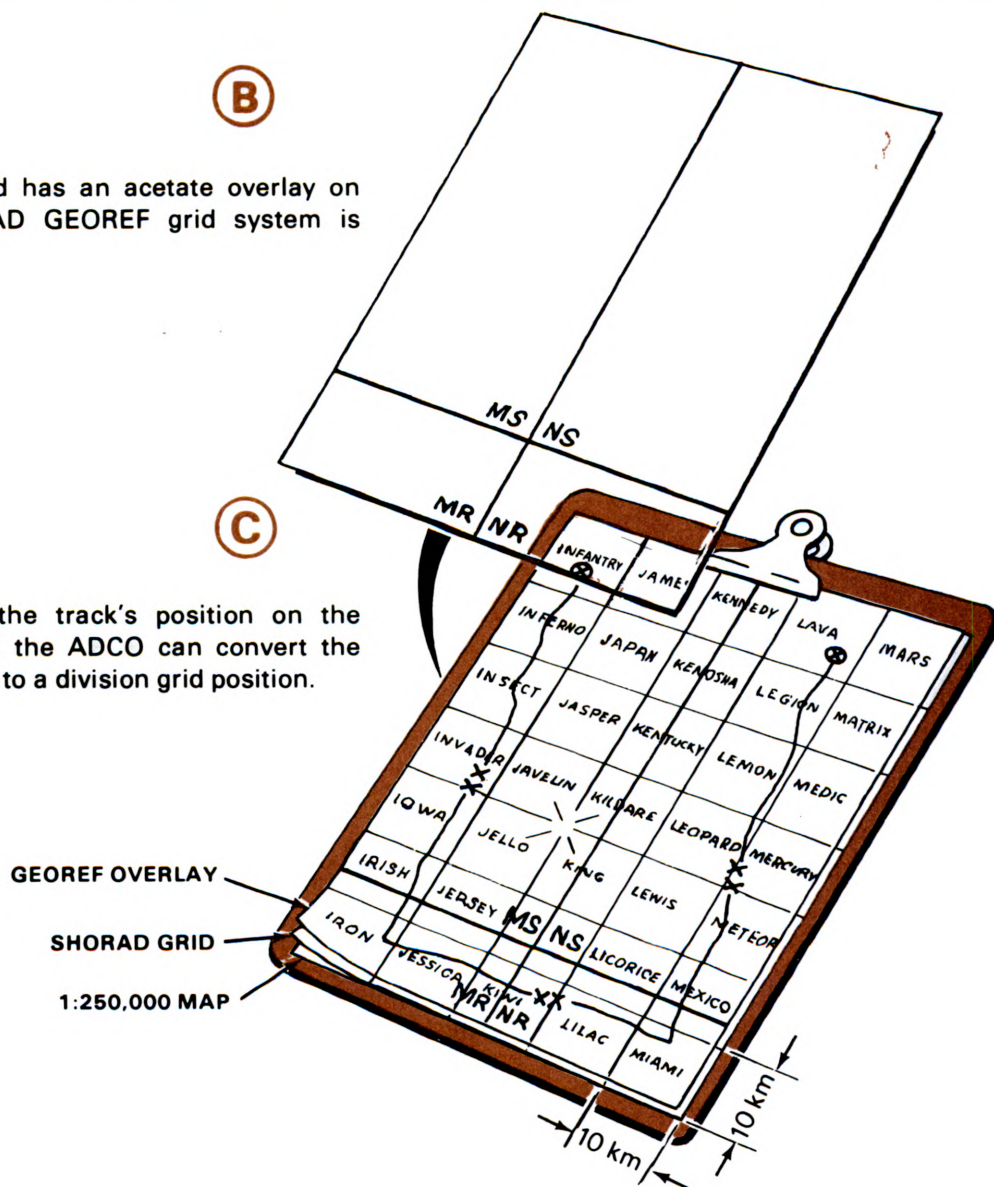 B
d has an acetate overlay on
AD GEOREF grid system is
MS NS
MR NR
C
the track's position on the
the ADCO can convert the
to a division grid position.
INFANTRY JAMES KENNEDY LAVA MARS
INFERNO JAPAN KENOSHA LEGION MATRIX
INSECT JASPER KENTUCKY LEMON MEDIC
INVADER JAVELIN KILDARE LEOPARD MERCURY
IOWA JELLO KING LEWIS METEOR
IRISH JERSEY MS NS LICORICE MEXICO
IRON JESSICA KIWI LILAC MIAMI
MR NR
XX
XX
XX
GEOREF OVERLAY
SHORAD GRID
1:250,000 MAP
10 km
10 km